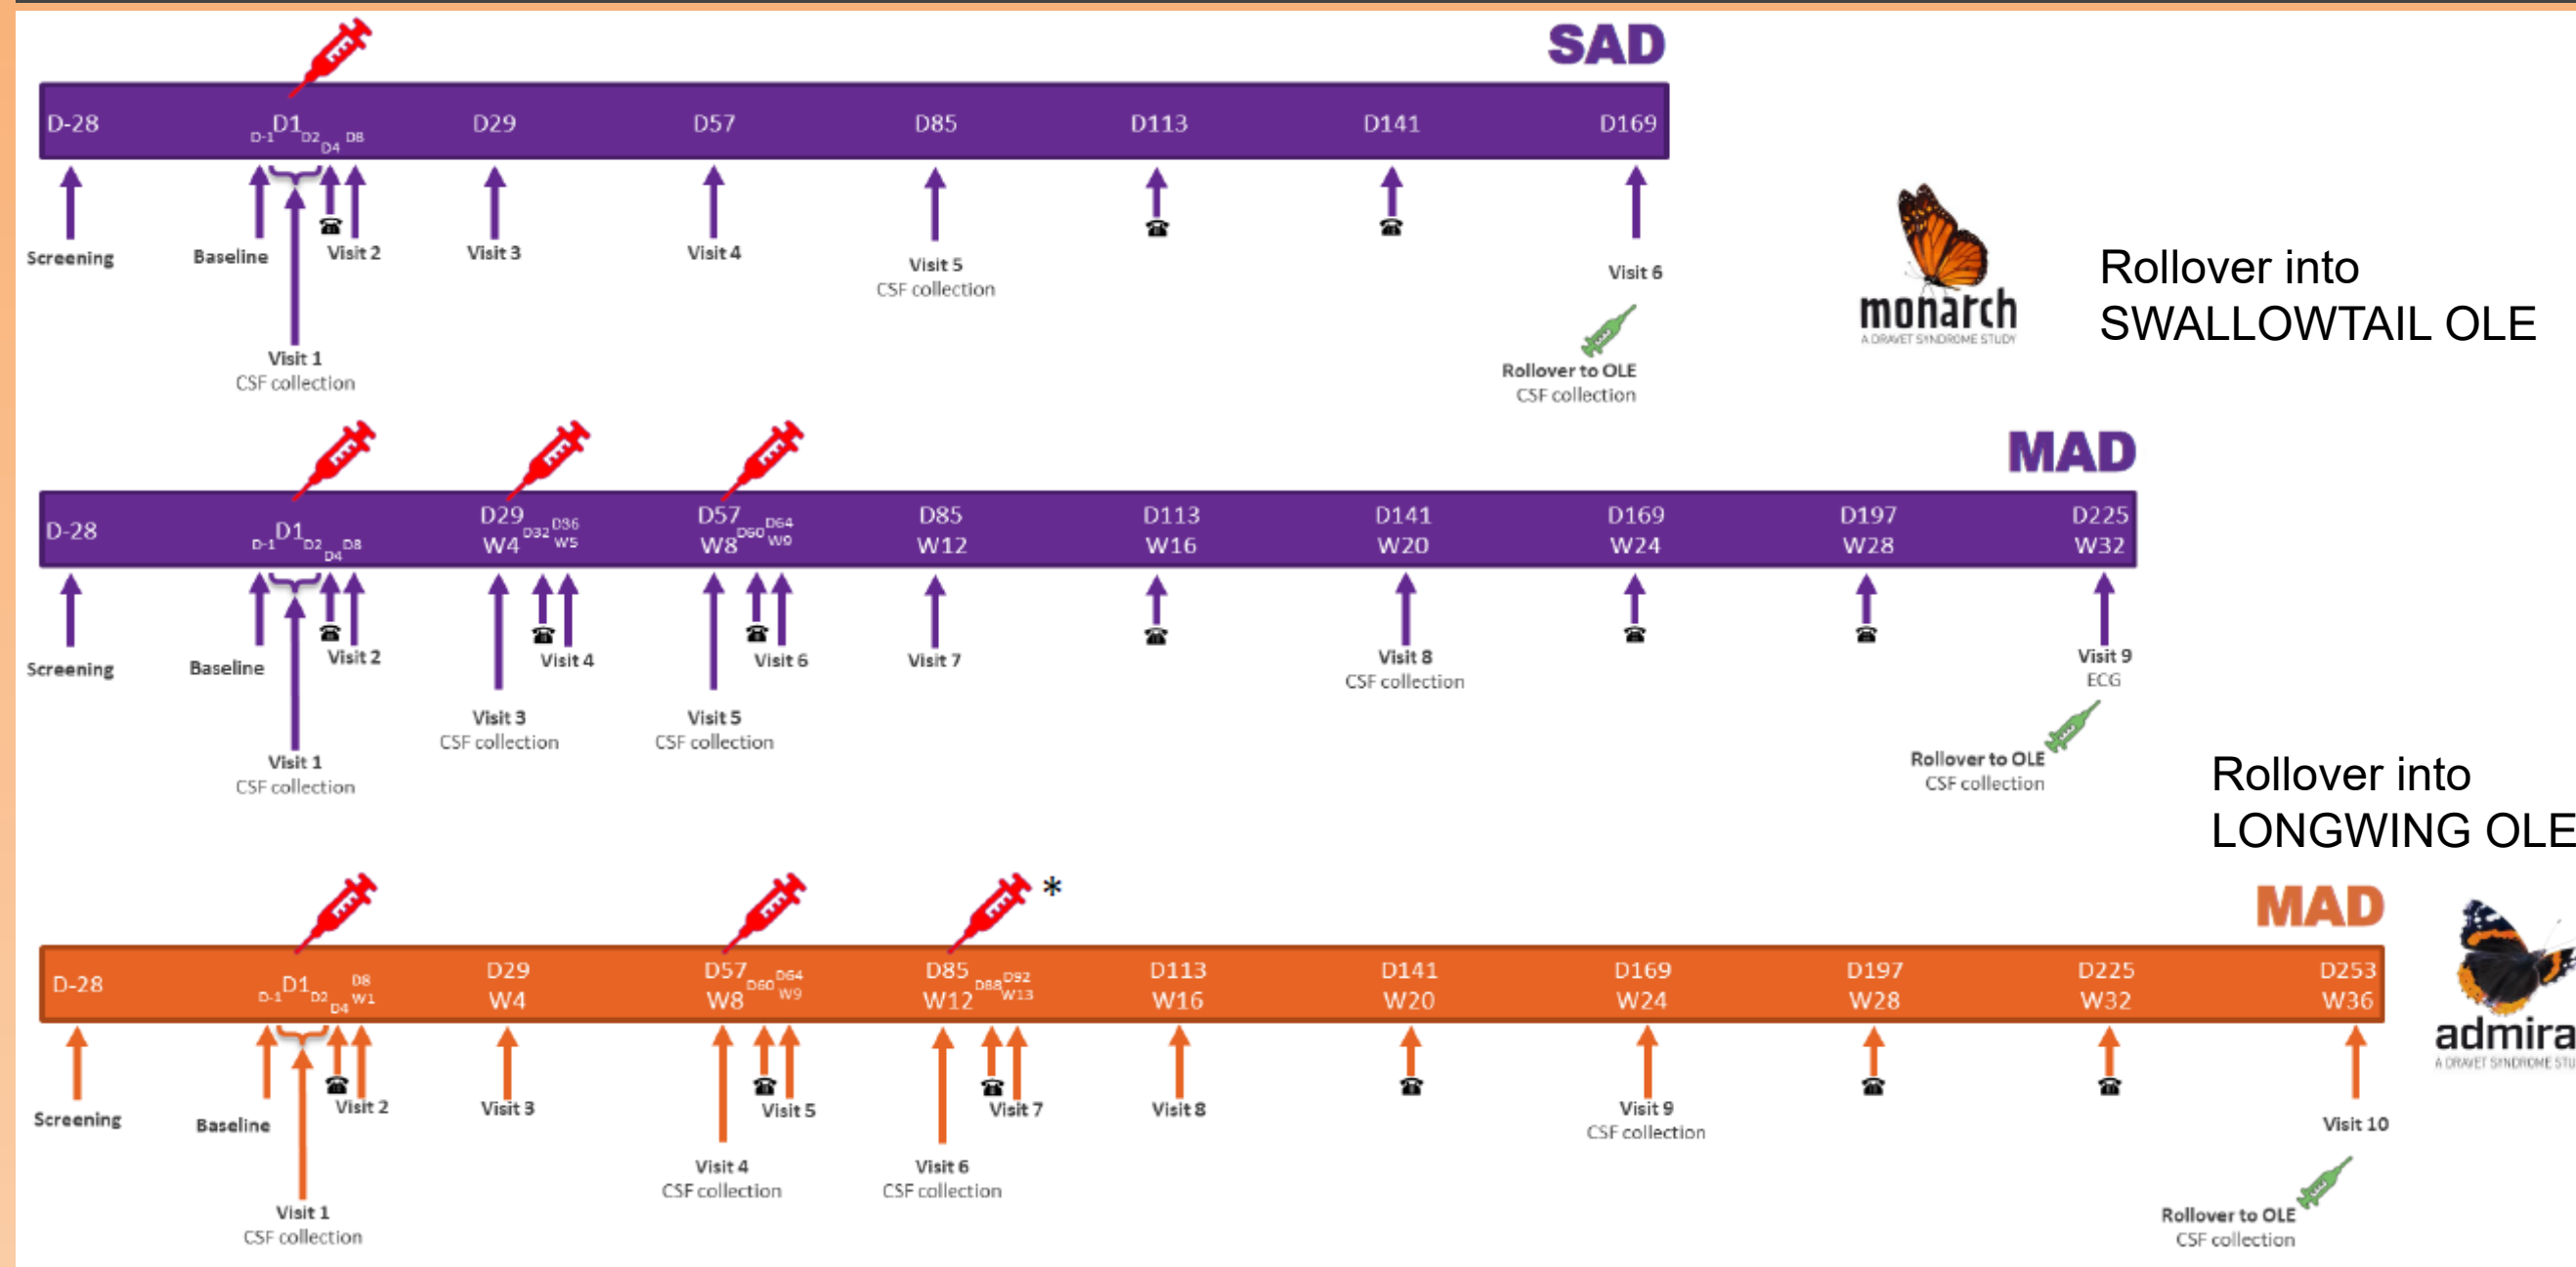 SAD
D-28
D-1 D1 D2 D4 D8
D29
D57
D85
D113
D141
D169
Screening
Baseline
Visit 1
CSF collection
Visit 2
Visit 3
Visit 4
Visit 5
CSF collection
Visit 6
Rollover to OLE
CSF collection
monarch
A DRAVET SYNDROME STUDY
Rollover into
SWALLOWTAIL OLE
MAD
D-28
D-1 D1 D2 D4 D8
D29 D32 D36
W4 W5
D57 D60 D64
W8 W9
D85
W12
D113
W16
D141
W20
D169
W24
D197
W28
D225
W32
Screening
Baseline
Visit 1
CSF collection
Visit 2
Visit 3
CSF collection
Visit 4
Visit 5
CSF collection
Visit 6
Visit 7
Visit 8
CSF collection
Visit 9
ECG
Rollover to OLE
CSF collection
Rollover into
LONGWING OLE
*
MAD
D-28
D-1 D1 D2 D4 D8
W1
D29
W4
D57 D60 D64
W8 W9
D85 D88 D92
W12 W13
D113
W16
D141
W20
D169
W24
D197
W28
D225
W32
D253
W36
Screening
Baseline
Visit 1
CSF collection
Visit 2
Visit 3
Visit 4
CSF collection
Visit 5
Visit 6
CSF collection
Visit 7
Visit 8
Visit 9
CSF collection
Visit 10
Rollover to OLE
CSF collection
admira
A DRAVET SYNDROME STU